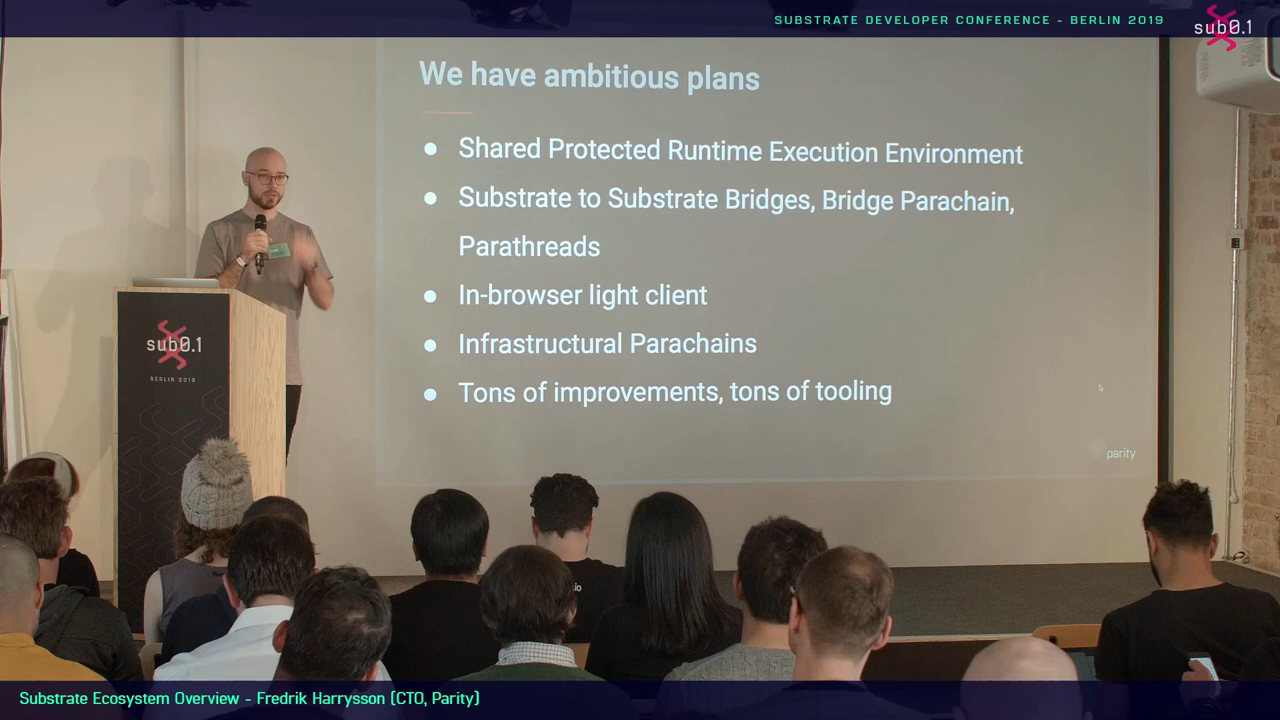 SUBSTRATE DEVELOPER CONFERENCE - BERLIN 2019
sub0.1
We have ambitious plans
● Shared Protected Runtime Execution Environment
● Substrate to Substrate Bridges, Bridge Parachain,
Parathreads
● In-browser light client
● Infrastructural Parachains
● Tons of improvements, tons of tooling
parity
sub0.1
BERLIN 2019
.io
Substrate Ecosystem Overview - Fredrik Harrysson (CTO, Parity)